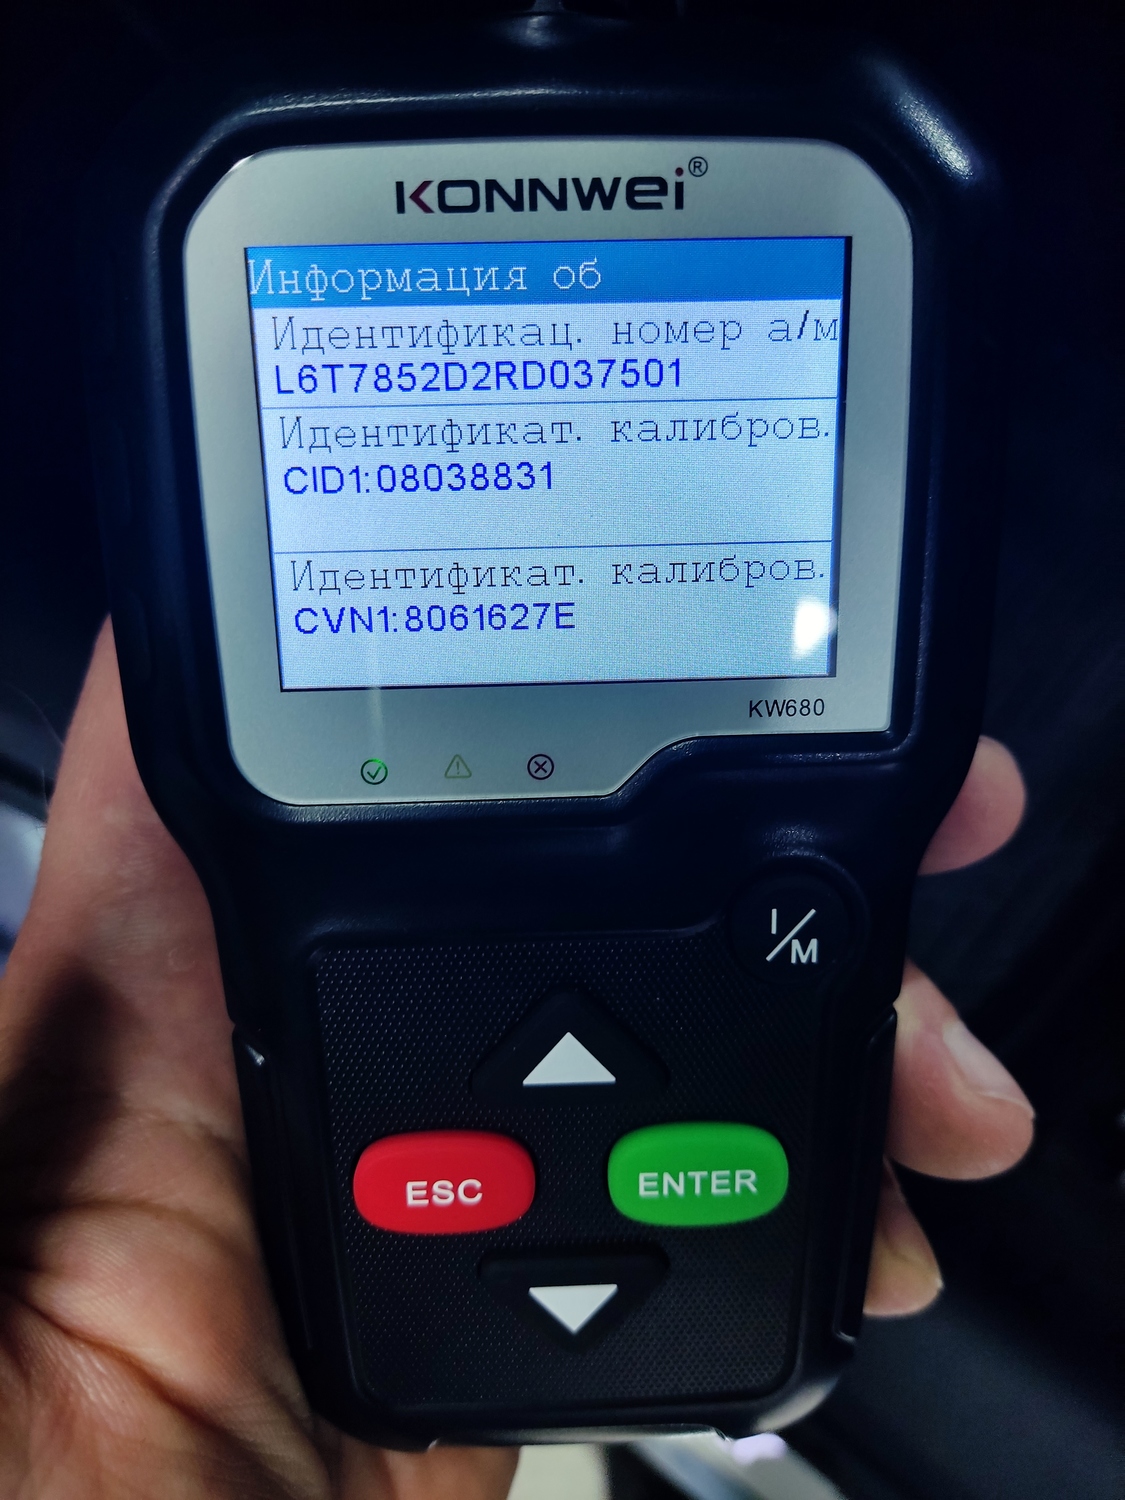 KONNWEI®
Информация об
Идентификац. номер а/м
L6T7852D2RD037501
Идентификат. калибров.
CID1:08038831
Идентификат. калибров.
CVN1:8061627E
KW680
I/M
ESC
ENTER